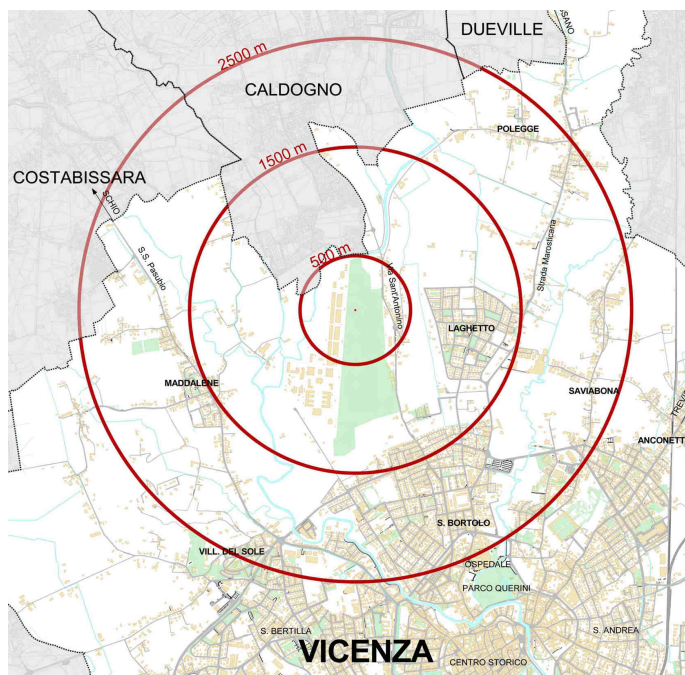 DUEVILLE
2500 m
CALDOGNO
POLEGGE
1500 m
COSTABISSARA
SCHIO
S.S. Pasubio
Strada Marosticana
500 m
Via Sant'Antonino
LAGHETTO
MADDALENE
SAVIABONA
ANCONETT
S. BORTOLO
VILL. DEL SOLE
OSPEDALE
PARCO QUERINI
S. BERTILLA
S. ANDREA
VICENZA
CENTRO STORICO